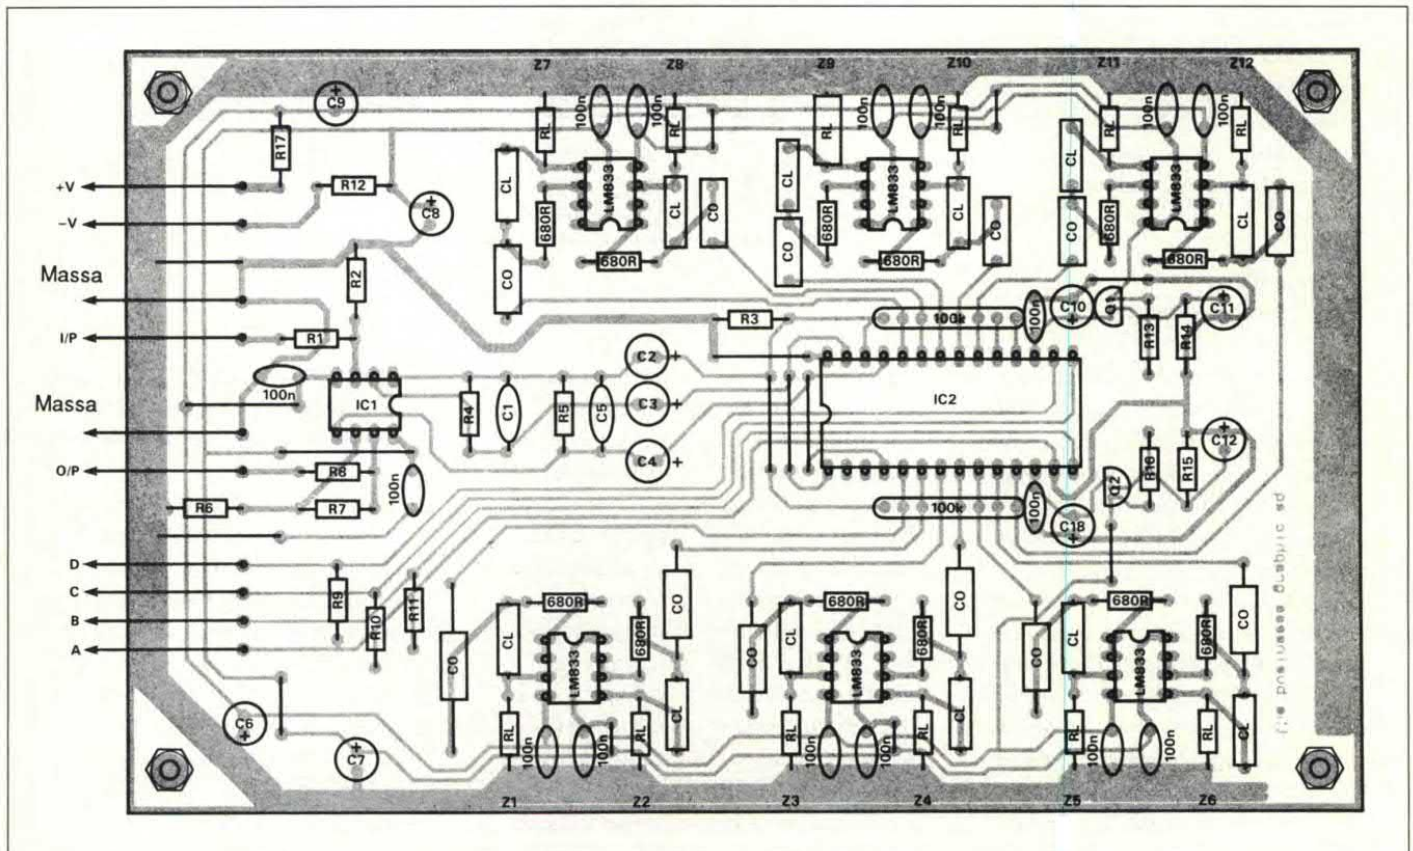 Z7 Z8 Z9 Z10 Z11 Z12
C9
R17
RL 100n 100n RL
RL 100n 100n RL
RL 100n 100n RL
+V
R12
C8
CL LM833 CL
CL LM833 CL
CL LM833 CL
−V
680R CO
CO 680R CO
CO 680R CO
CO 680R
680R
680R
Massa
R2
I/P
R1
R3
100k
100n
C10
Q1
R13
R14
C11
100n
IC1
R4
C1
R5
C5
C2 +
C3 +
C4 +
IC2
Massa
O/P
R8
R7
R6
100n
100k
100n
C18
Q2
R16
R15
C12
D
C
B
A
R9
R10
R11
680R
680R
680R
CO CL LM833 680R CO CL
CO CL LM833 680R CO CL
CO CL LM833 680R CO CL
RL 100n 100n RL
RL 100n 100n RL
RL 100n 100n RL
C6
C7
Z1 Z2 Z3 Z4 Z5 Z6